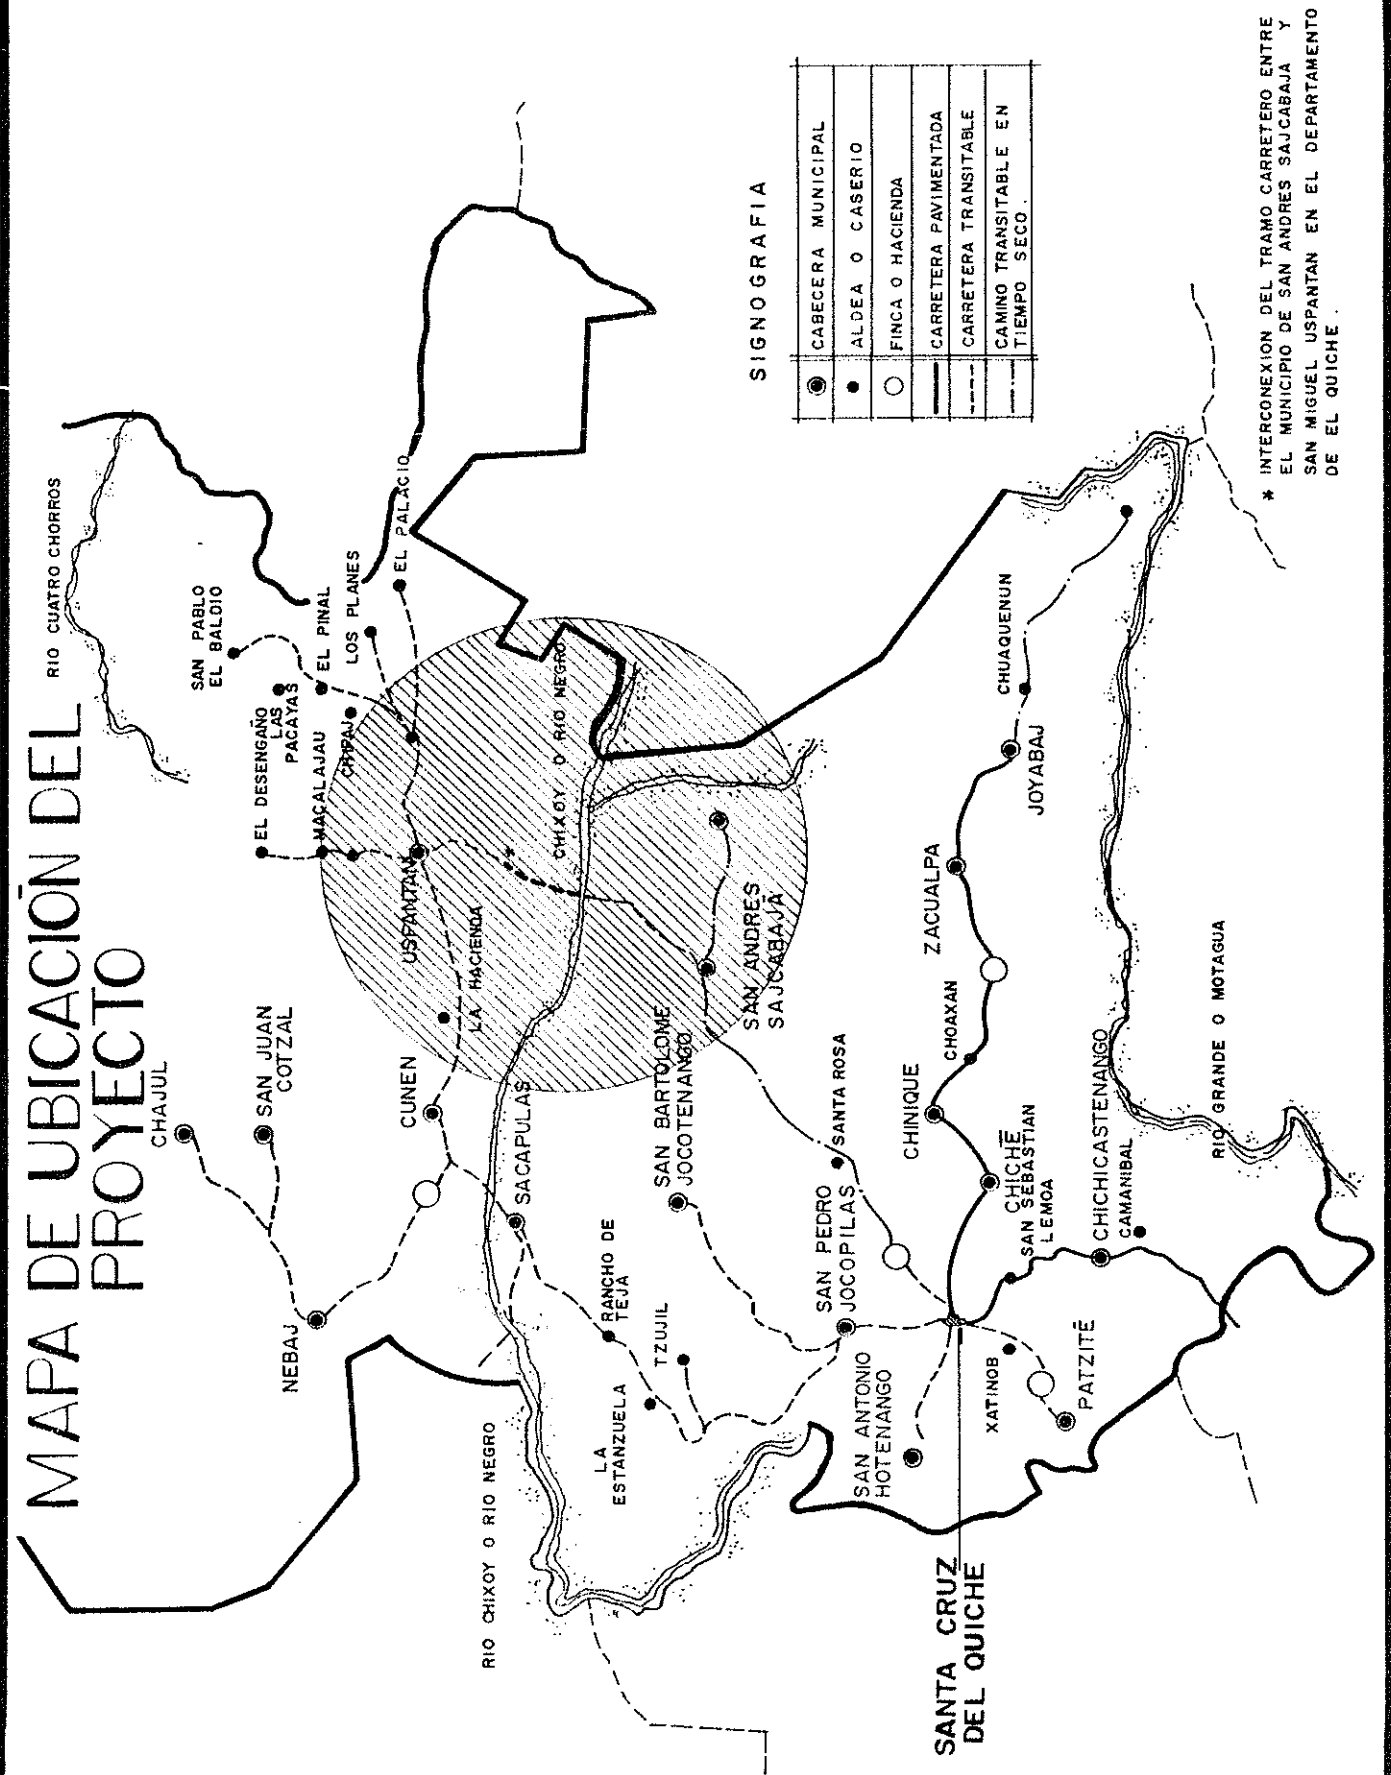 MAPA DE UBICACIÓN DEL
PROYECTO
RIO CUATRO CHORROS
CHAJUL
SAN JUAN
COTZAL
NEBAJ
CUNEN
SAN PABLO
EL BALDIO
EL DESENGAÑO
LAS
PACAYAS
MACALAJAU
EL PINAL
CHIPAJ
LOS PLANES
EL PALACIO
USPANTAN
LA HACIENDA
SACAPULAS
CHIXOY O RIO NEGRO
RIO CHIXOY O RIO NEGRO
RANCHO DE
TEJA
LA
ESTANZUELA
TZUJIL
SAN BARTOLOME
JOCOTENANGO
SAN ANDRES
SAJCABAJÁ
SANTA ROSA
SAN PEDRO
JOCOPILAS
SAN ANTONIO
HOTENANGO
SANTA CRUZ
DEL QUICHE
XATINOB
PATZITÉ
CHINIQUE
CHICHÉ
SAN SEBASTIAN
LEMOA
CHOAXAN
ZACUALPA
JOYABAJ
CHUAQUENUN
CHICHICASTENANGO
CAMANIBAL
RIO GRANDE O MOTAGUA
SIGNOGRAFIA
CABECERA MUNICIPAL
ALDEA O CASERIO
FINCA O HACIENDA
CARRETERA PAVIMENTADA
CARRETERA TRANSITABLE
CAMINO TRANSITABLE EN
TIEMPO SECO.
* INTERCONEXION DEL TRAMO CARRETERO ENTRE
EL MUNICIPIO DE SAN ANDRES SAJCABAJA Y
SAN MIGUEL USPANTAN EN EL DEPARTAMENTO
DE EL QUICHE.